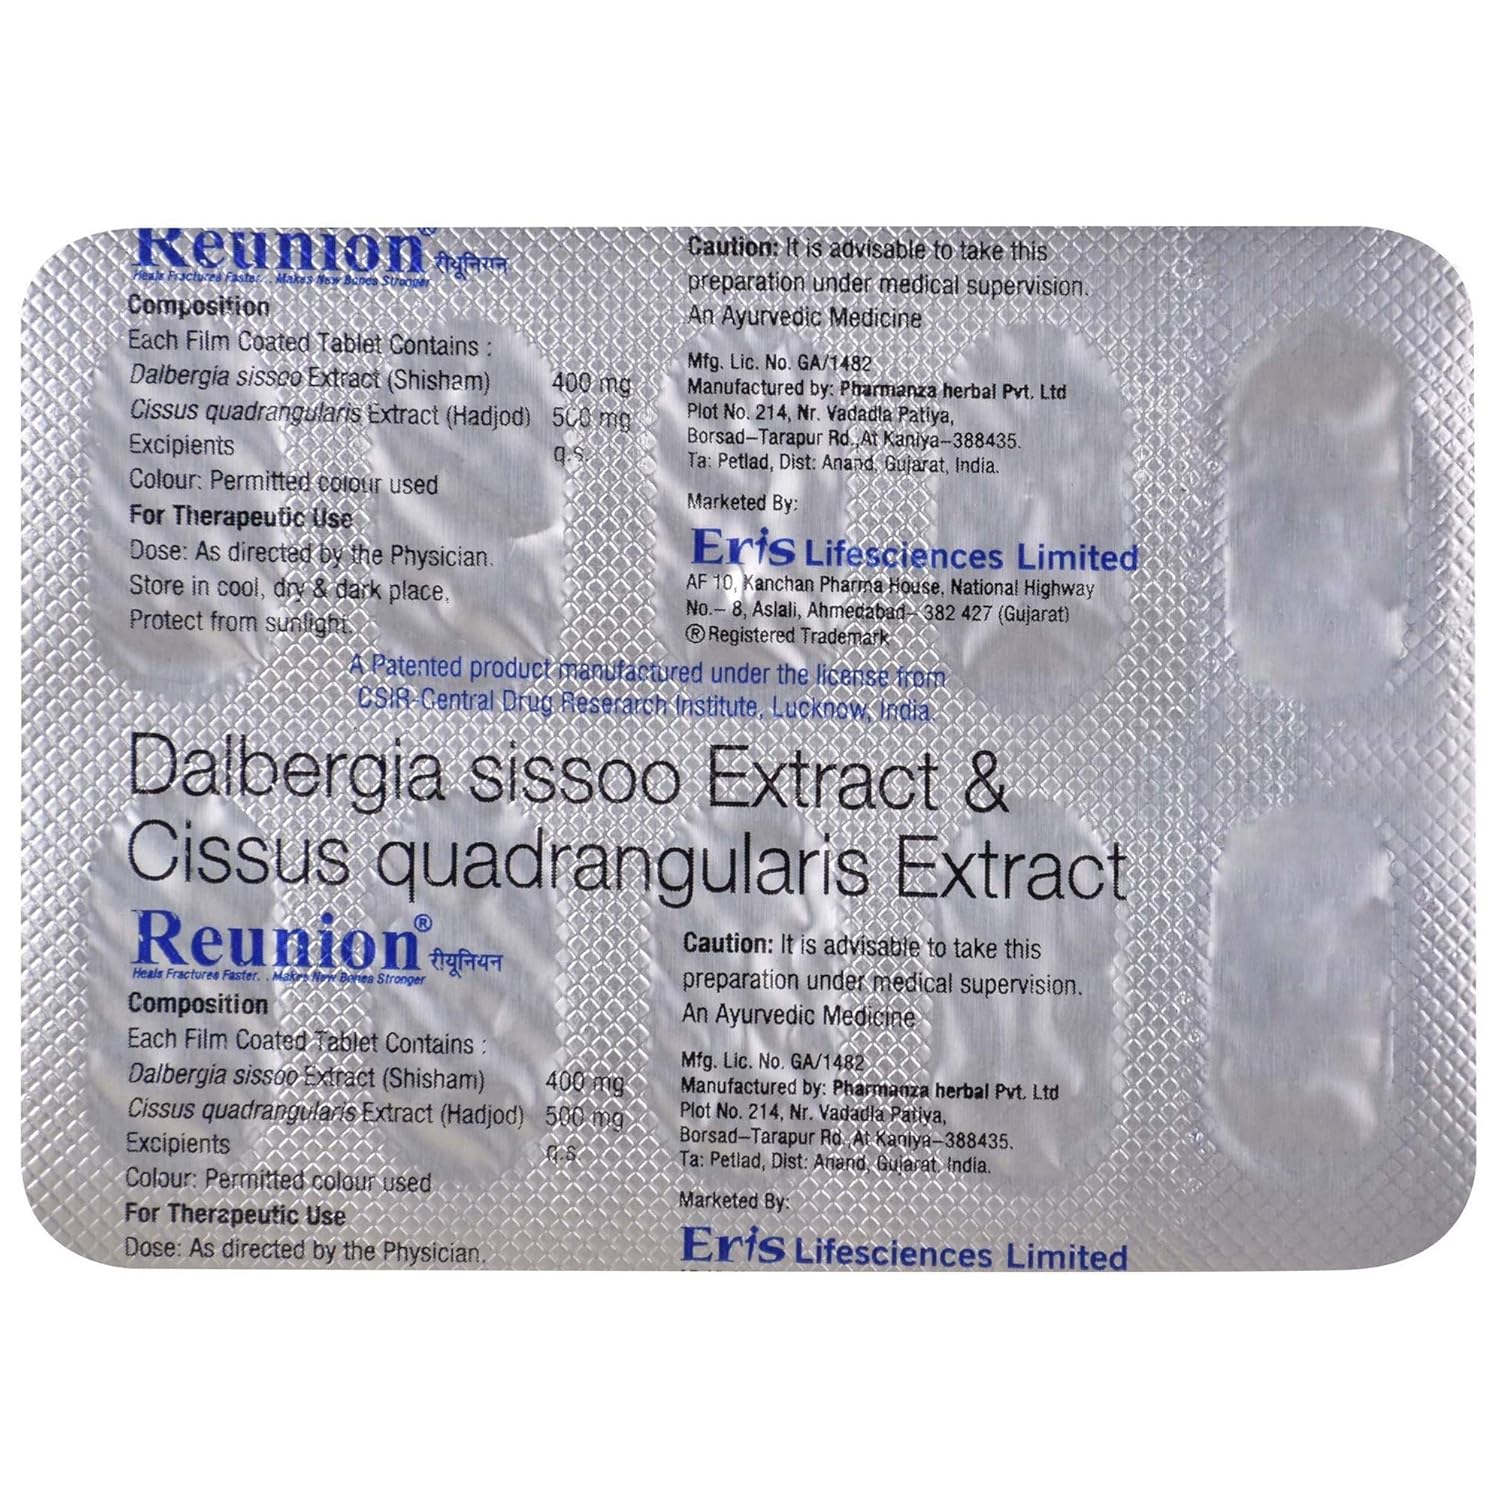 Reunion® रीयूनियन
Heals Fractures Faster. . Makes New Bones Stronger
Composition
Each Film Coated Tablet Contains :
Dalbergia sissoo Extract (Shisham) 400 mg
Cissus quadrangularis Extract (Hadjod) 500 mg
Excipients q.s.
Colour: Permitted colour used
For Therapeutic Use
Dose: As directed by the Physician.
Store in cool, dry & dark place,
Protect from sunlight.
Caution: It is advisable to take this
preparation under medical supervision.
An Ayurvedic Medicine
Mfg. Lic. No. GA/1482
Manufactured by: Pharmanza herbal Pvt. Ltd
Plot No. 214, Nr. Vadadla Patiya,
Borsad–Tarapur Rd.,At Kaniya–388435.
Ta: Petlad, Dist: Anand, Gujarat, India.
Marketed By:
Eris Lifesciences Limited
AF 10, Kanchan Pharma House, National Highway
No.– 8, Aslali, Ahmedabad– 382 427 (Gujarat)
® Registered Trademark
A Patented product manufactured under the license from
CSIR-Central Drug Reserarch Institute, Lucknow, India.
Dalbergia sissoo Extract &
Cissus quadrangularis Extract
Reunion® रीयूनियन
Heals Fractures Faster. . Makes New Bones Stronger
Composition
Each Film Coated Tablet Contains :
Dalbergia sissoo Extract (Shisham) 400 mg
Cissus quadrangularis Extract (Hadjod) 500 mg
Excipients q.s.
Colour: Permitted colour used
For Therapeutic Use
Dose: As directed by the Physician.
Caution: It is advisable to take this
preparation under medical supervision.
An Ayurvedic Medicine
Mfg. Lic. No. GA/1482
Manufactured by: Pharmanza herbal Pvt. Ltd
Plot No. 214, Nr. Vadadla Patiya,
Borsad–Tarapur Rd.,At Kaniya–388435.
Ta: Petlad, Dist: Anand, Gujarat, India.
Marketed By:
Eris Lifesciences Limited